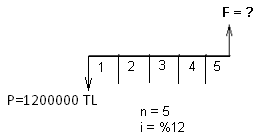 F = ?
1 2 3 4 5
P=1200000 TL
n = 5
i = %12